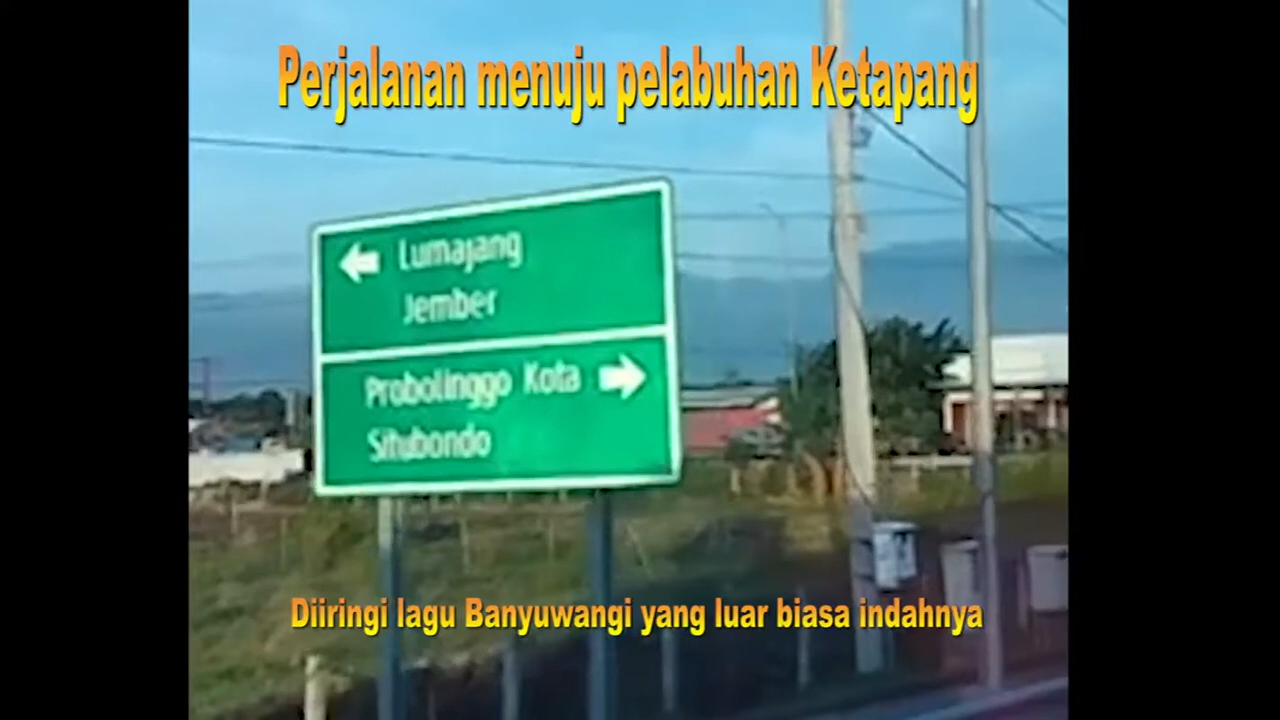 Perjalanan menuju pelabuhan Ketapang
Lumajang
Jember
Probolinggo Kota
Situbondo
Diiringi lagu Banyuwangi yang luar biasa indahnya